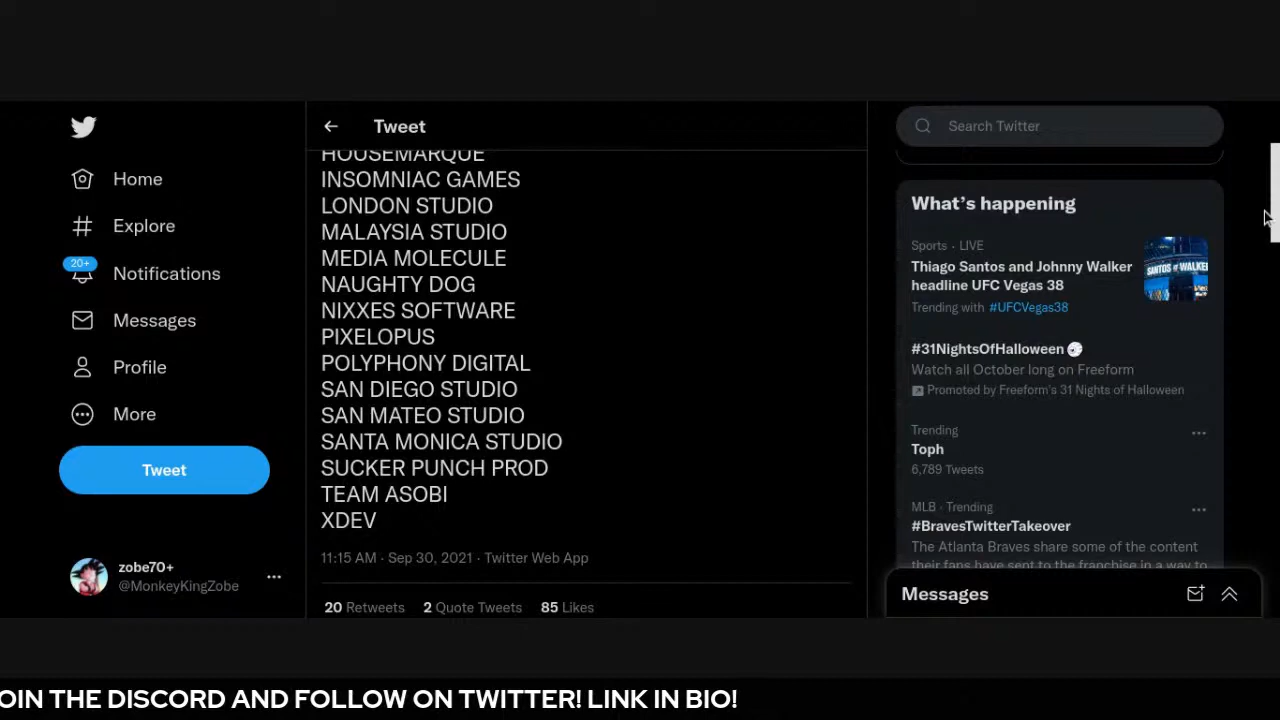 Home
Explore
20+
Notifications
Messages
Profile
More
Tweet
zobe70+
@MonkeyKingZobe
Tweet
HOUSEMARQUE
INSOMNIAC GAMES
LONDON STUDIO
MALAYSIA STUDIO
MEDIA MOLECULE
NAUGHTY DOG
NIXXES SOFTWARE
PIXELOPUS
POLYPHONY DIGITAL
SAN DIEGO STUDIO
SAN MATEO STUDIO
SANTA MONICA STUDIO
SUCKER PUNCH PROD
TEAM ASOBI
XDEV
11:15 AM · Sep 30, 2021 · Twitter Web App
20 Retweets 2 Quote Tweets 85 Likes
Search Twitter
What's happening
Sports · LIVE
Thiago Santos and Johnny Walker
headline UFC Vegas 38
Trending with #UFCVegas38
SANTOS WALKER
#31NightsOfHalloween
Watch all October long on Freeform
Promoted by Freeform's 31 Nights of Halloween
Trending
Toph
6,789 Tweets
MLB · Trending
#BravesTwitterTakeover
The Atlanta Braves share some of the content
their fans have sent to the franchise in a way to
Messages
OIN THE DISCORD AND FOLLOW ON TWITTER! LINK IN BIO!